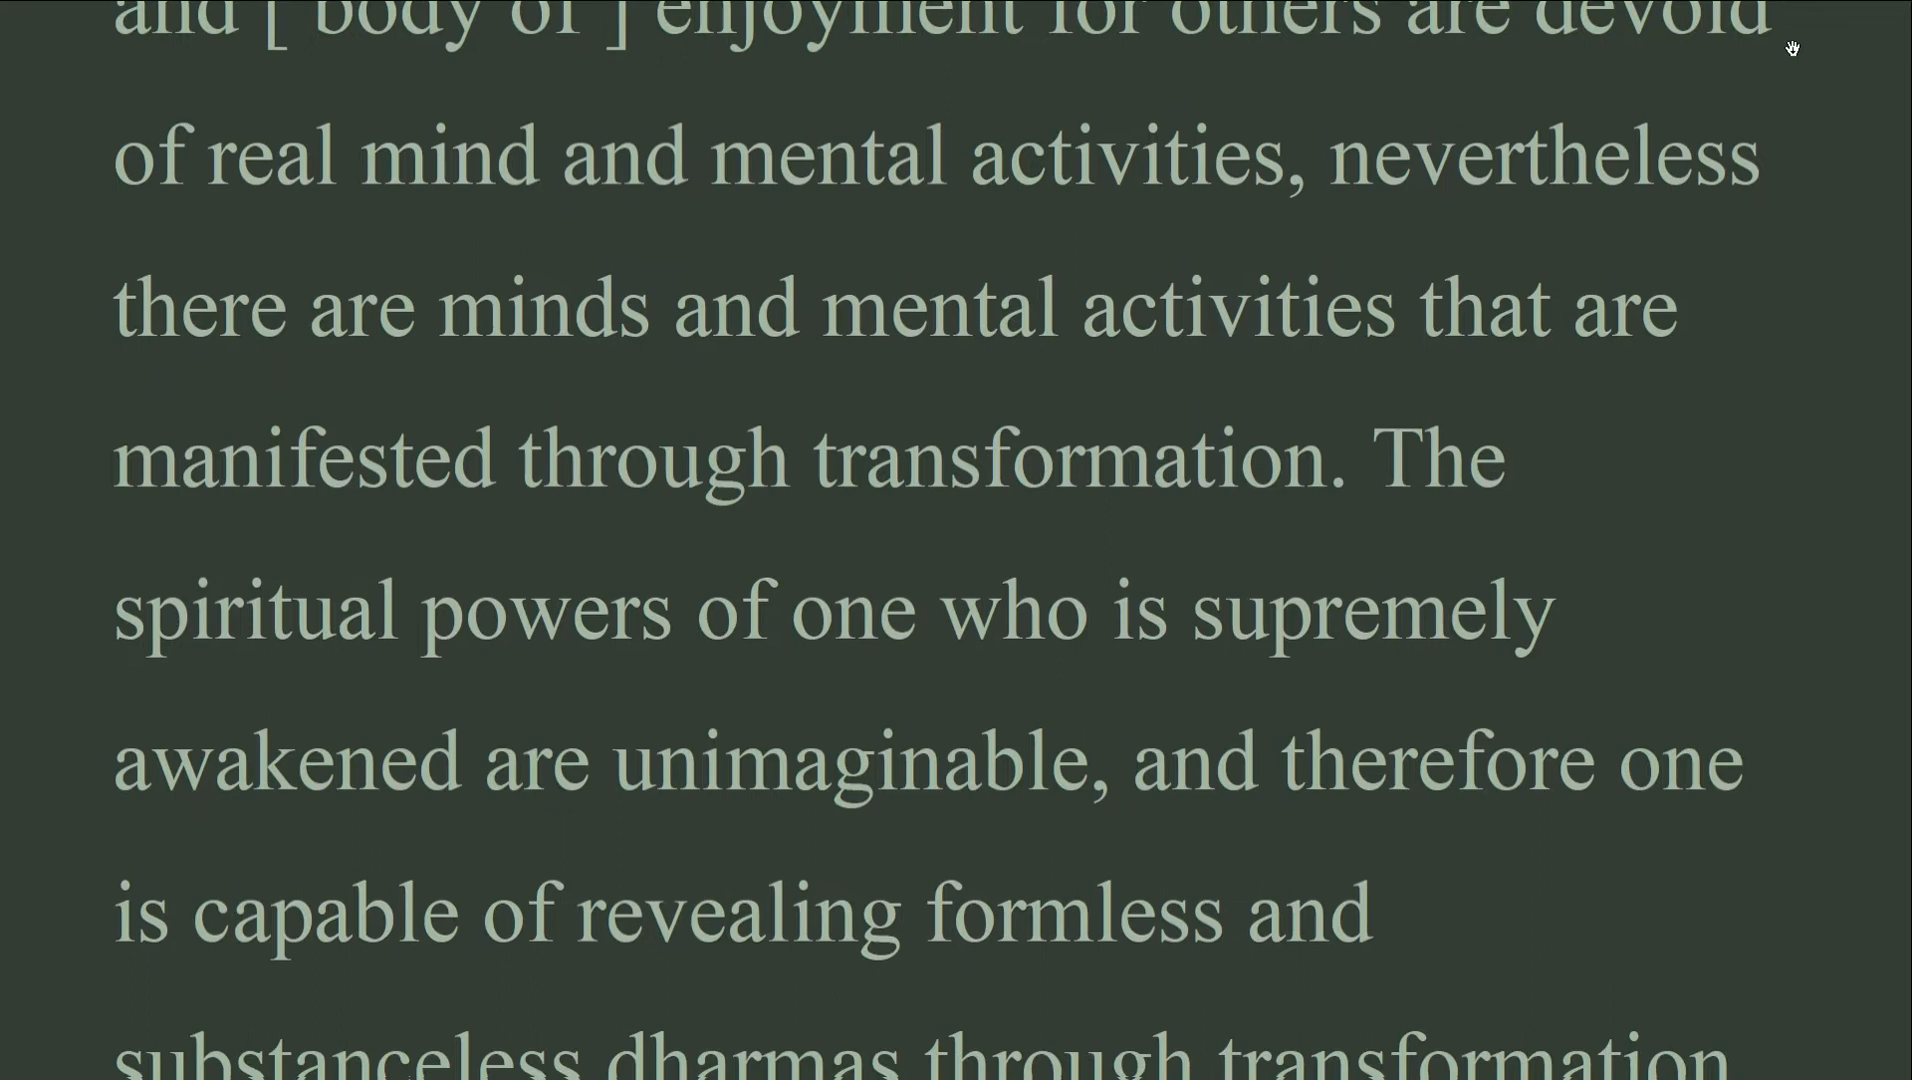 and [ body of ] enjoyment for others are devoid
of real mind and mental activities, nevertheless
there are minds and mental activities that are
manifested through transformation. The
spiritual powers of one who is supremely
awakened are unimaginable, and therefore one
is capable of revealing formless and
substanceless dharmas through transformation